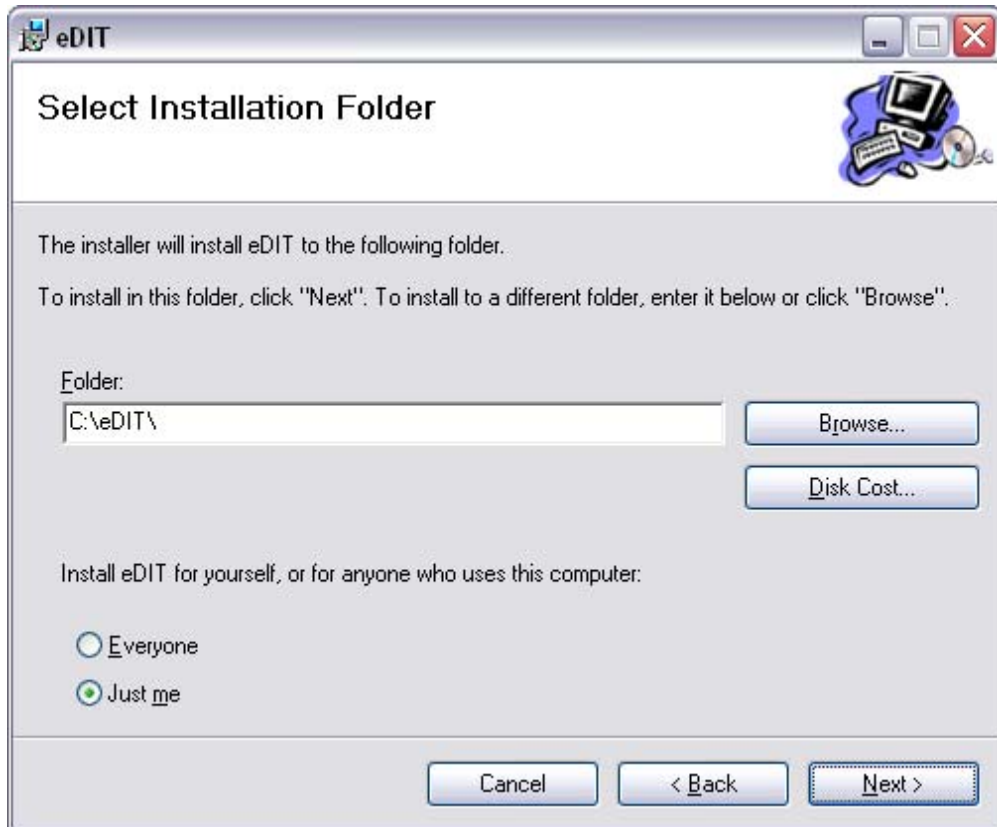 eDIT
Select Installation Folder
The installer will install eDIT to the following folder.
To install in this folder, click "Next". To install to a different folder, enter it below or click "Browse".
Folder:
C:\eDIT\
Browse...
Disk Cost...
Install eDIT for yourself, or for anyone who uses this computer:
Everyone
Just me
Cancel
< Back
Next >